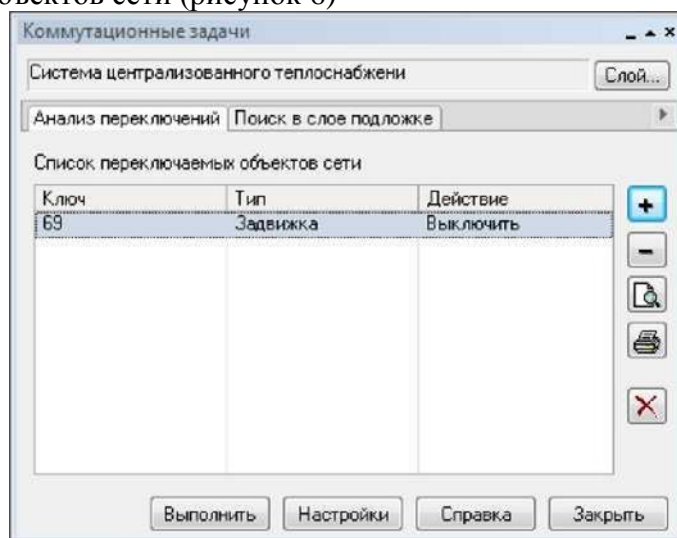 объектов сети (рисунок 6)
Коммутационные задачи
Система централизованного теплоснабжени
Слой...
Анализ переключений Поиск в слое подложке
Список переключаемых объектов сети
Ключ Тип Действие
69 Задвижка Выключить
Выполнить Настройки Справка Закрыть